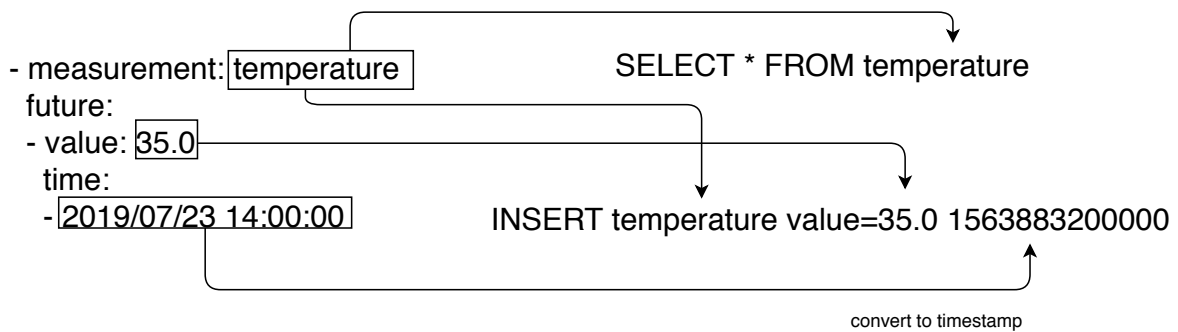 - measurement: temperature
SELECT * FROM temperature
future:
- value: 35.0
time:
- 2019/07/23 14:00:00
INSERT temperature value=35.0 1563883200000
convert to timestamp